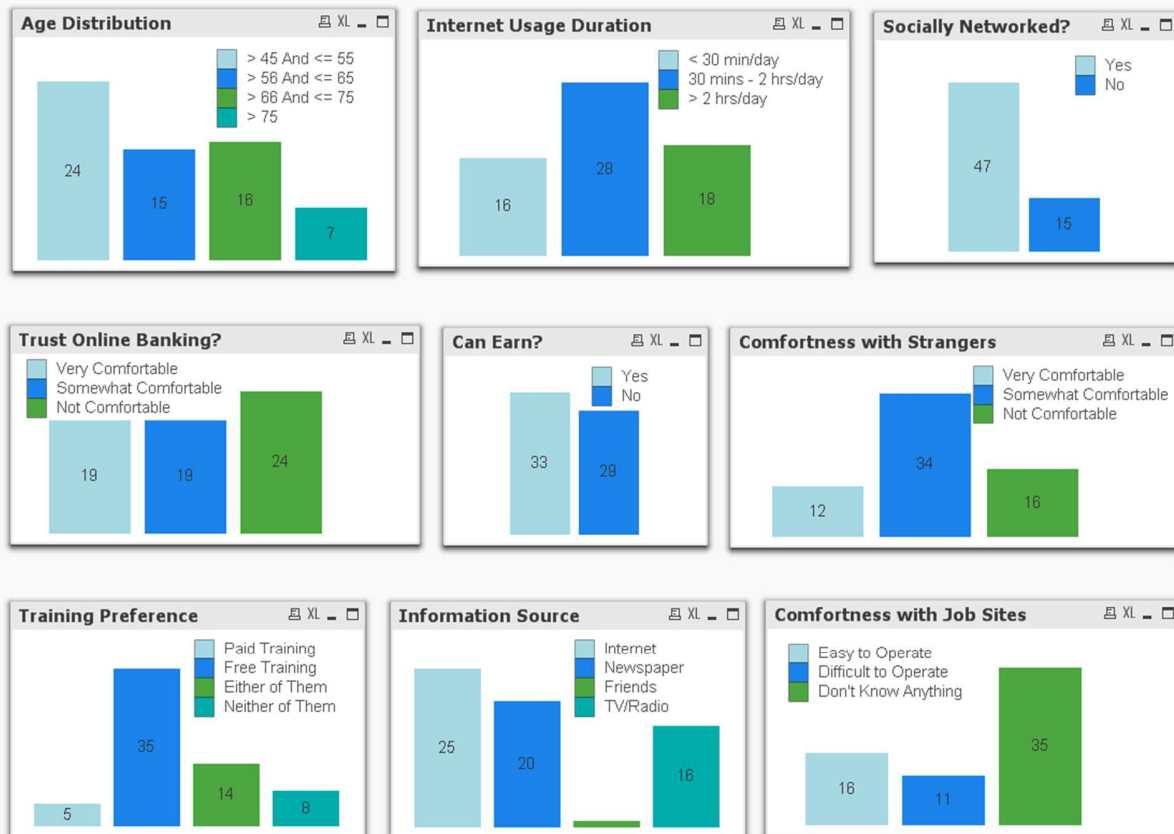 Age Distribution XL
> 45 And <= 55
> 56 And <= 65
> 66 And <= 75
> 75
24
15
16
7
Internet Usage Duration XL
< 30 min/day
30 mins - 2 hrs/day
> 2 hrs/day
16
28
18
Socially Networked? XL
Yes
No
47
15
Trust Online Banking? XL
Very Comfortable
Somewhat Comfortable
Not Comfortable
19
19
24
Can Earn? XL
Yes
No
33
29
Comfortness with Strangers XL
Very Comfortable
Somewhat Comfortable
Not Comfortable
12
34
16
Training Preference XL
Paid Training
Free Training
Either of Them
Neither of Them
5
35
14
8
Information Source XL
Internet
Newspaper
Friends
TV/Radio
25
20
16
Comfortness with Job Sites XL
Easy to Operate
Difficult to Operate
Don't Know Anything
16
11
35